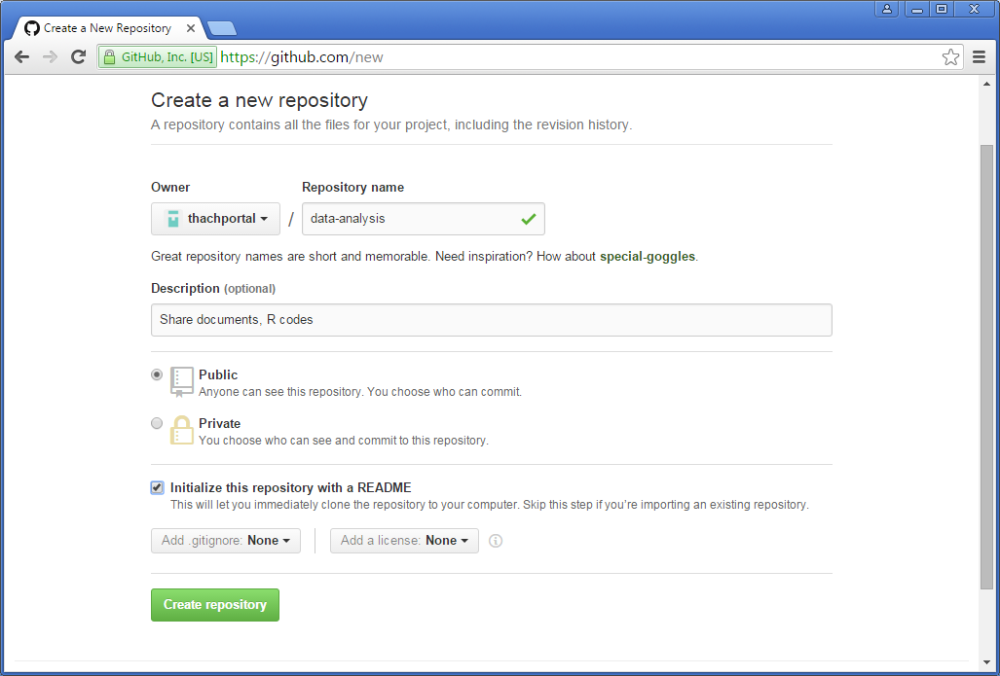 Create a New Repository
GitHub, Inc. [US] https://github.com/new
Create a new repository
A repository contains all the files for your project, including the revision history.
Owner Repository name
thachportal / data-analysis
Great repository names are short and memorable. Need inspiration? How about special-goggles.
Description (optional)
Share documents, R codes
Public
Anyone can see this repository. You choose who can commit.
Private
You choose who can see and commit to this repository.
Initialize this repository with a README
This will let you immediately clone the repository to your computer. Skip this step if you're importing an existing repository.
Add .gitignore: None Add a license: None
Create repository